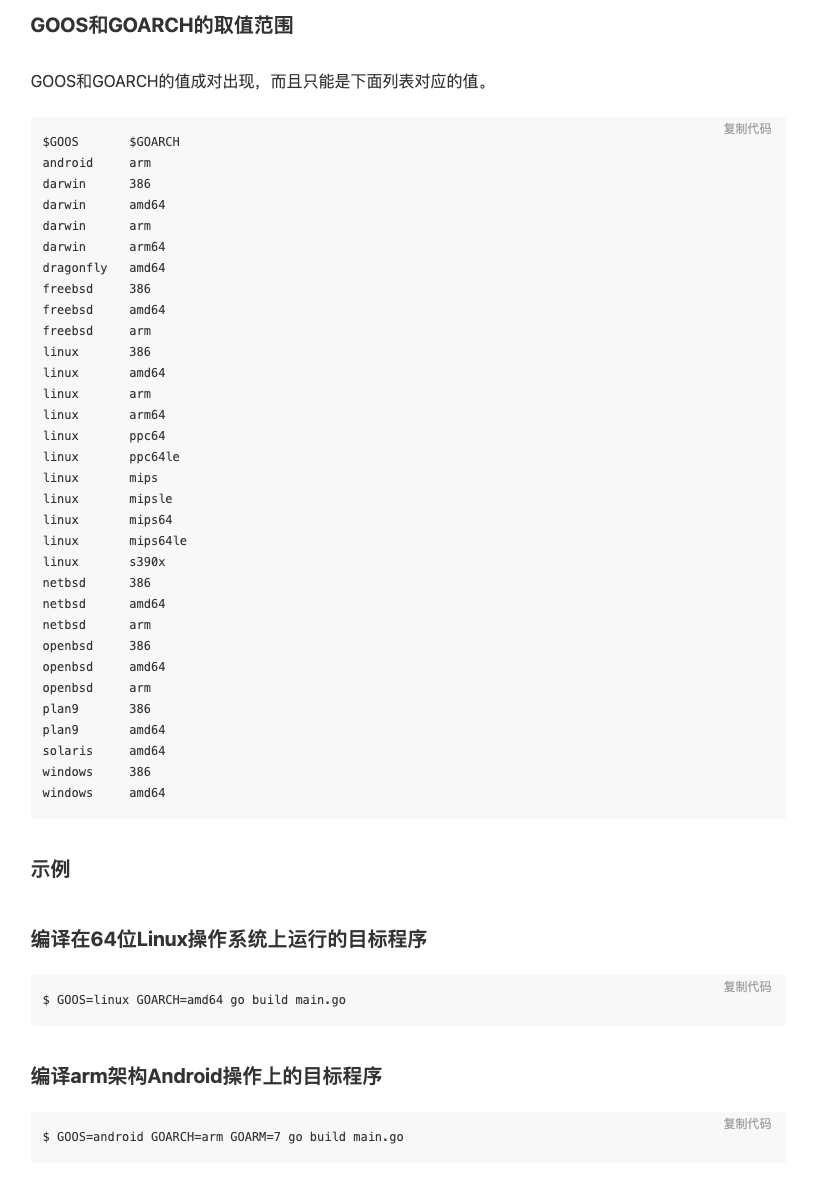 GOOS和GOARCH的取值范围
GOOS和GOARCH的值成对出现，而且只能是下面列表对应的值。
复制代码
$GOOS $GOARCH
android arm
darwin 386
darwin amd64
darwin arm
darwin arm64
dragonfly amd64
freebsd 386
freebsd amd64
freebsd arm
linux 386
linux amd64
linux arm
linux arm64
linux ppc64
linux ppc64le
linux mips
linux mipsle
linux mips64
linux mips64le
linux s390x
netbsd 386
netbsd amd64
netbsd arm
openbsd 386
openbsd amd64
openbsd arm
plan9 386
plan9 amd64
solaris amd64
windows 386
windows amd64
示例
编译在64位Linux操作系统上运行的目标程序
复制代码
$ GOOS=linux GOARCH=amd64 go build main.go
编译arm架构Android操作上的目标程序
复制代码
$ GOOS=android GOARCH=arm GOARM=7 go build main.go